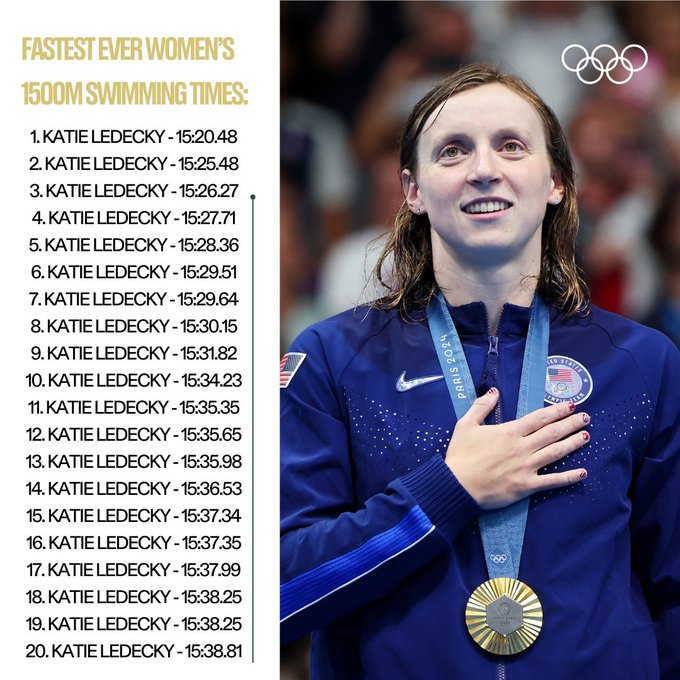 FASTEST EVER WOMEN'S
1500M SWIMMING TIMES:
1. KATIE LEDECKY - 15:20.48
2. KATIE LEDECKY - 15:25.48
3. KATIE LEDECKY - 15:26.27
4. KATIE LEDECKY - 15:27.71
5. KATIE LEDECKY - 15:28.36
6. KATIE LEDECKY - 15:29.51
7. KATIE LEDECKY - 15:29.64
8. KATIE LEDECKY - 15:30.15
9. KATIE LEDECKY - 15:31.82
10. KATIE LEDECKY - 15:34.23
11. KATIE LEDECKY - 15:35.35
12. KATIE LEDECKY - 15:35.65
13. KATIE LEDECKY - 15:35.98
14. KATIE LEDECKY - 15:36.53
15. KATIE LEDECKY - 15:37.34
16. KATIE LEDECKY - 15:37.35
17. KATIE LEDECKY - 15:37.99
18. KATIE LEDECKY - 15:38.25
19. KATIE LEDECKY - 15:38.25
20. KATIE LEDECKY - 15:38.81
PARIS 2024